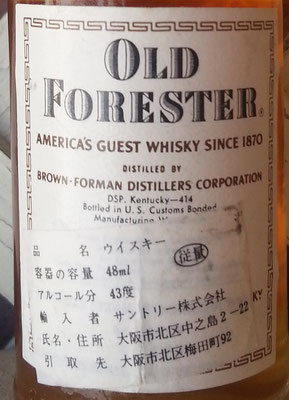 OLD
FORESTER®
AMERICA'S GUEST WHISKY SINCE 1870
DISTILLED BY
BROWN-FORMAN DISTILLERS CORPORATION
DSP. Kentucky—414
Bottled in U. S. Customs Bonded
Manufacturing
品 名 ウイスキー 従量
容器の容量 48ml
アルコール分 43度
輸入者 サントリー株式会社
KY
氏名・住所 大阪市北区中之島2-22
引取先 大阪市北区梅田町92